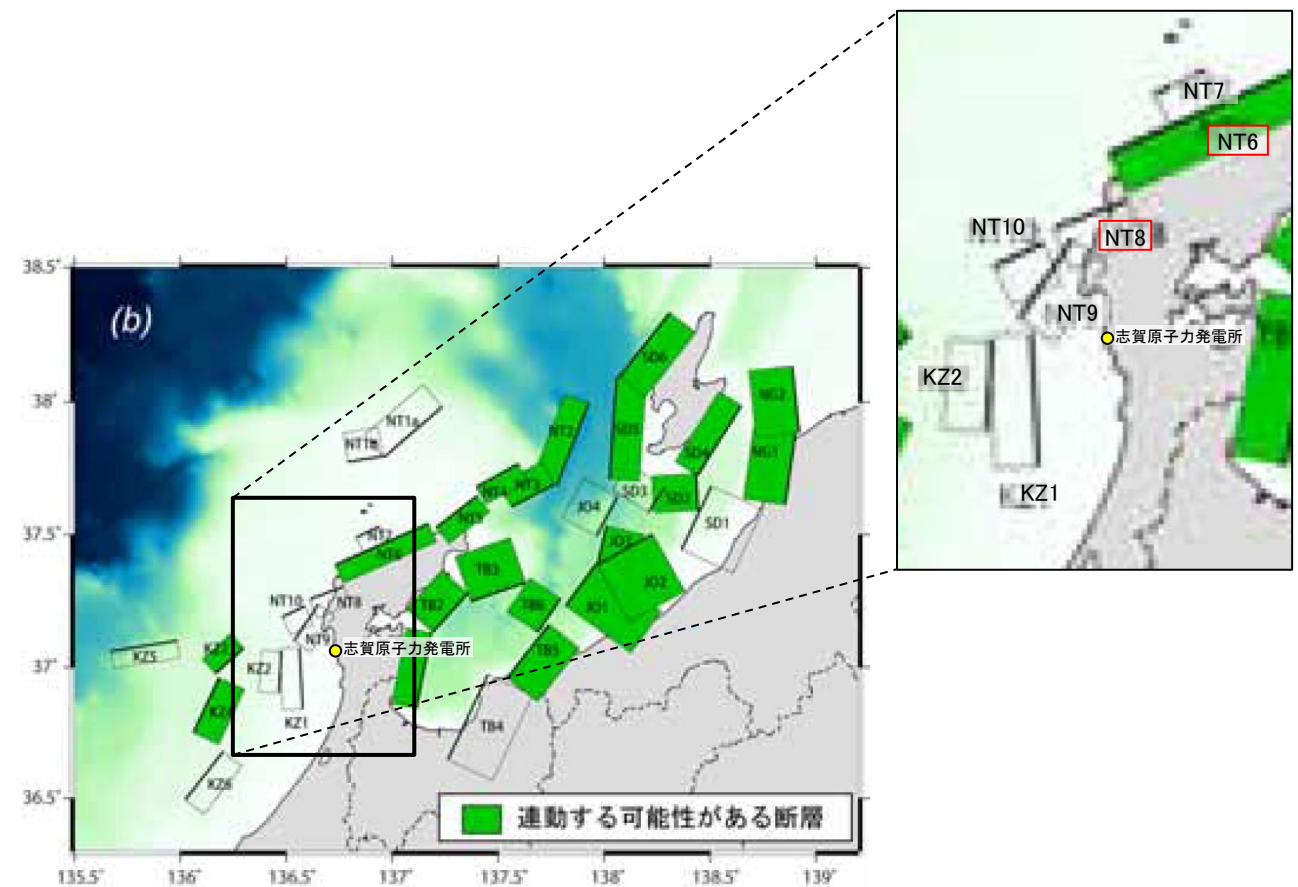 NT7
NT6
NT10
NT8
NT9
志賀原子力発電所
KZ2
KZ1
38.5°
(b)
SD6
38°
NG2
NT1a
NT1b
NT2
SD5
SD4
NG1
NT3
NT4
SD3
SD2
JO4
SD1
NT5
37.5°
NT7
JO3
NT6
TB3
JO2
NT10
NT8
TB2
TB6
JO1
NT9
志賀原子力発電所
37°
KZ5
KZ3
KZ2
TB5
KZ4
KZ1
TB4
KZ6
36.5°
連動する可能性がある断層
135.5°
136°
136.5°
137°
137.5°
138°
138.5°
139°